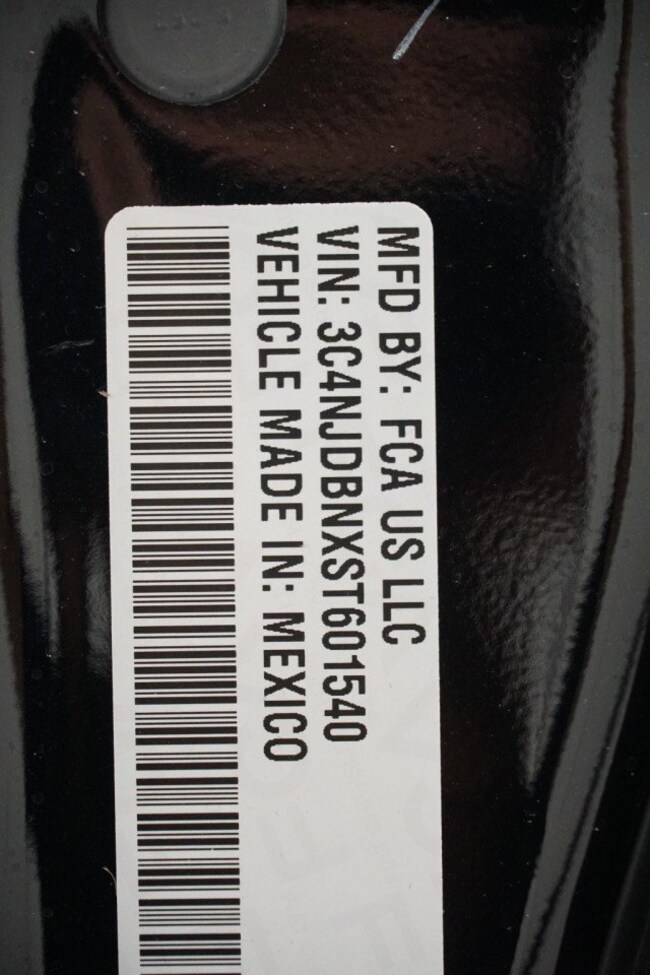 MFD BY: FCA US LLC
VIN: 3C4NJDBNXST601540
VEHICLE MADE IN: MEXICO